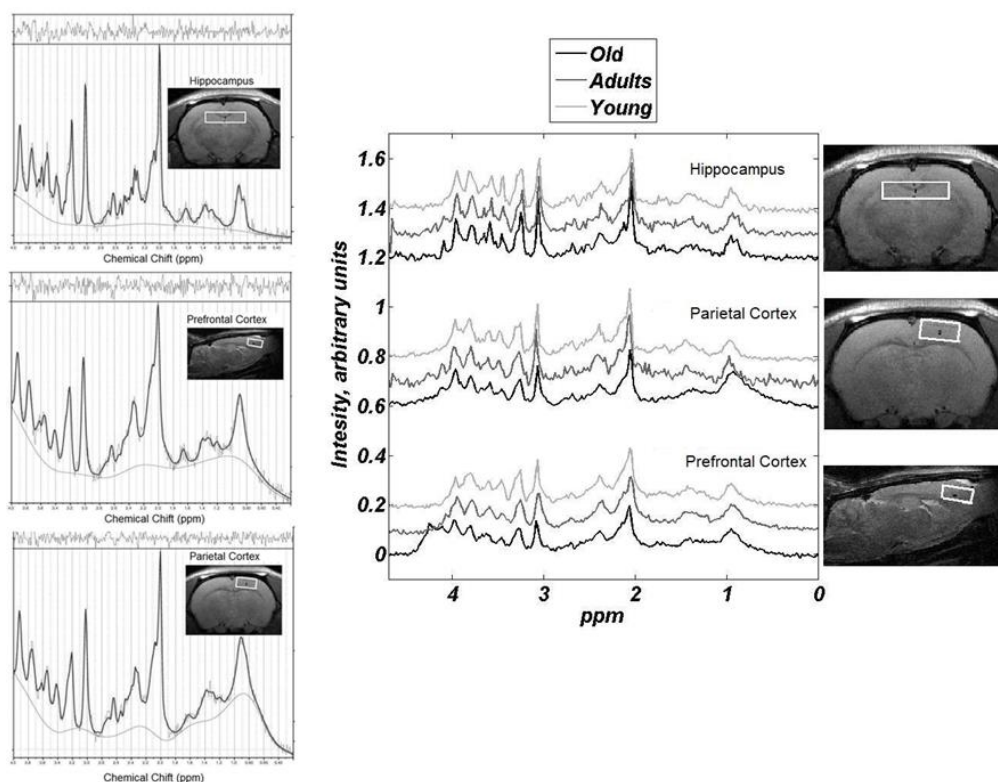 Hippocampus
Chemical Chift (ppm)
Prefrontal Cortex
Chemical Chift (ppm)
Parietal Cortex
Chemical Chift (ppm)
Old
Adults
Young
Intesity, arbitrary units
1.6
1.4
1.2
1
0.8
0.6
0.4
0.2
0
Hippocampus
Parietal Cortex
Prefrontal Cortex
4 3 2 1 0
ppm